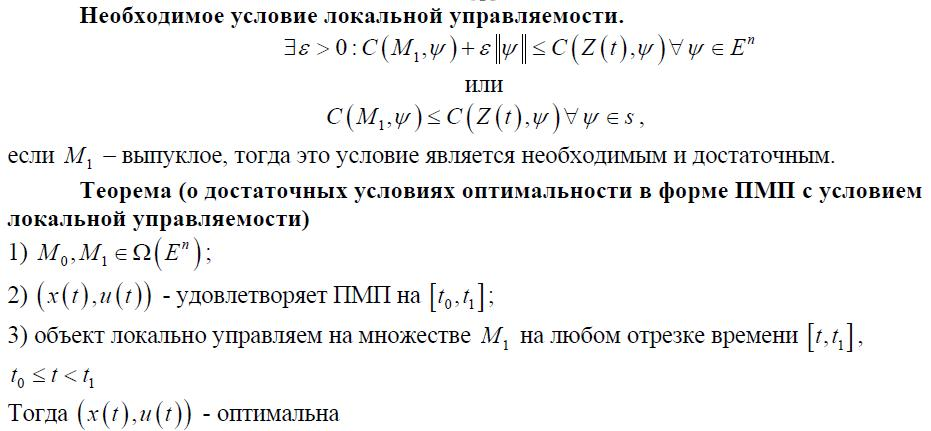 Необходимое условие локальной управляемости.
∃ε > 0 : C(M₁,ψ) + ε‖ψ‖ ≤ C(Z(t),ψ) ∀ ψ ∈ Eⁿ
или
C(M₁,ψ) ≤ C(Z(t),ψ) ∀ ψ ∈ s ,
если M₁ – выпуклое, тогда это условие является необходимым и достаточным.
Теорема (о достаточных условиях оптимальности в форме ПМП с условием
локальной управляемости)
1) M₀, M₁ ∈ Ω(Eⁿ);
2) (x(t),u(t)) - удовлетворяет ПМП на [t₀,t₁];
3) объект локально управляем на множестве M₁ на любом отрезке времени [t,t₁],
t₀ ≤ t < t₁
Тогда (x(t),u(t)) - оптимальна